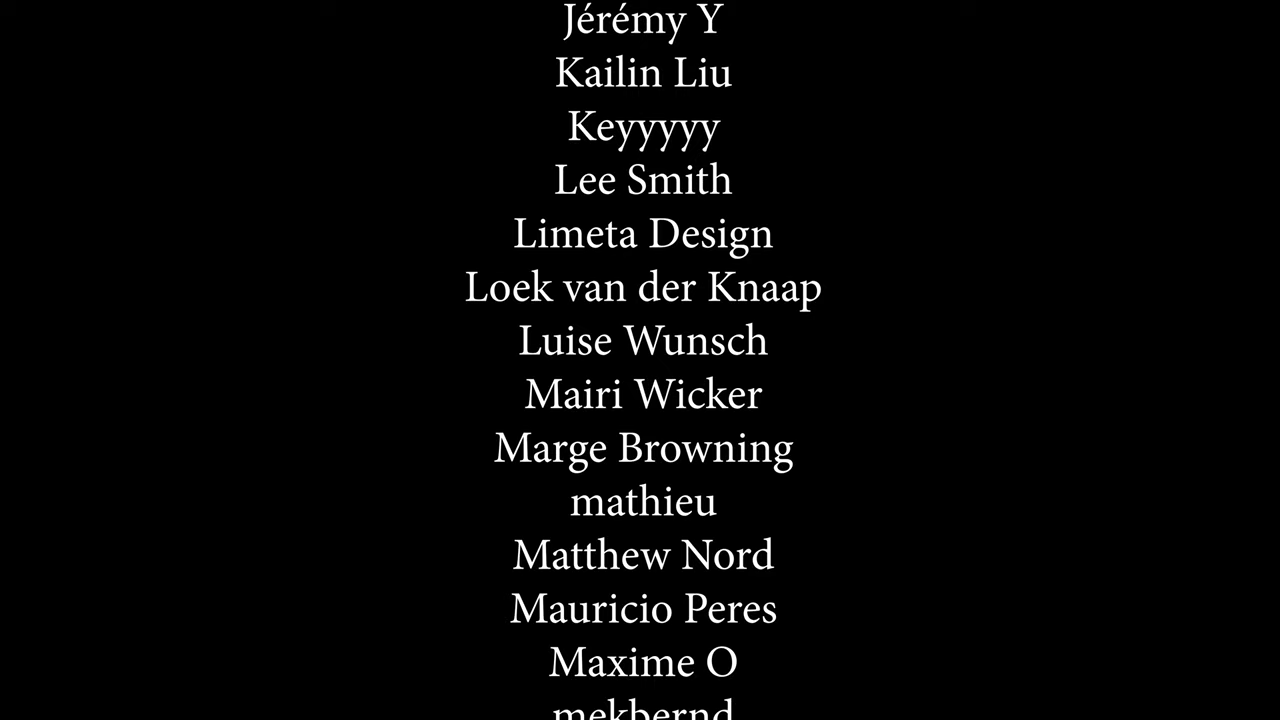 Jérémy Y
Kailin Liu
Keyyyyy
Lee Smith
Limeta Design
Loek van der Knaap
Luise Wunsch
Mairi Wicker
Marge Browning
mathieu
Matthew Nord
Mauricio Peres
Maxime O
mekbernd